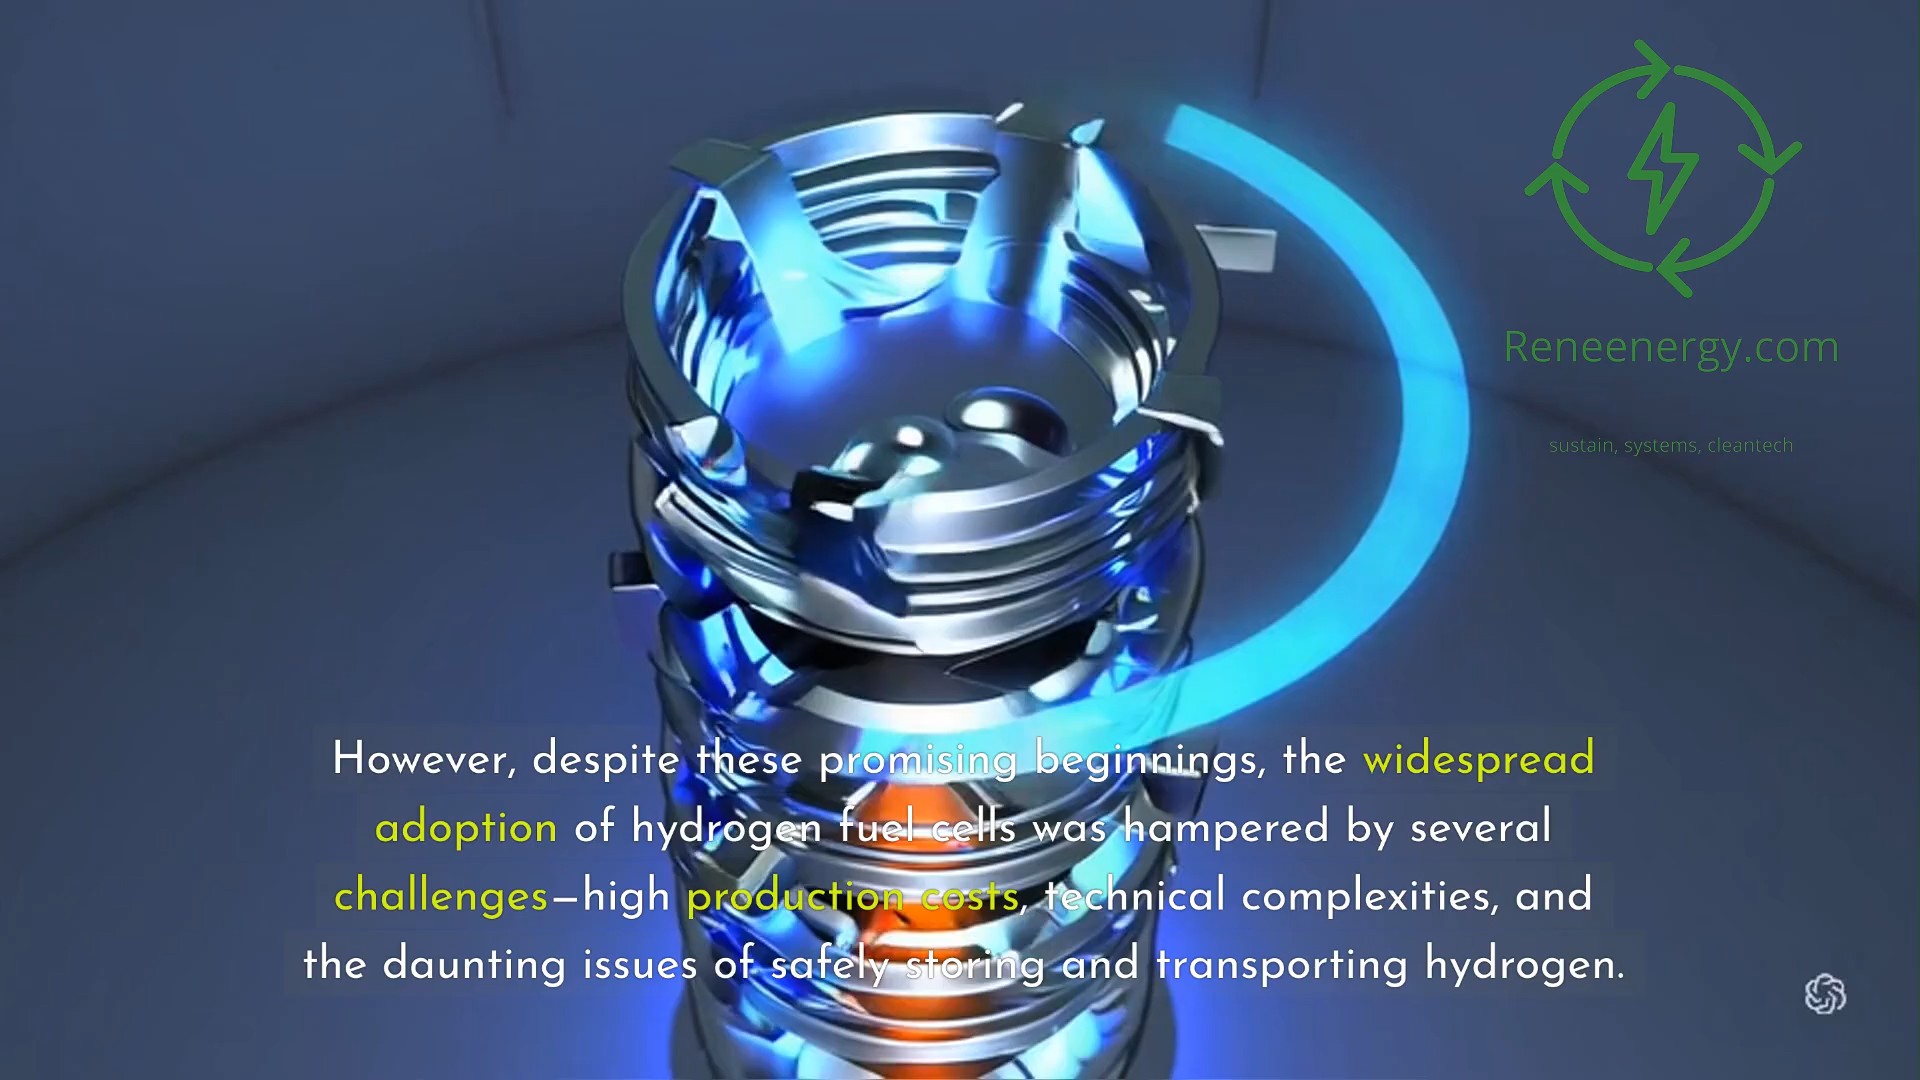 Reneenergy.com
sustain, systems, cleantech
However, despite these promising beginnings, the widespread
adoption of hydrogen fuel cells was hampered by several
challenges—high production costs, technical complexities, and
the daunting issues of safely storing and transporting hydrogen.